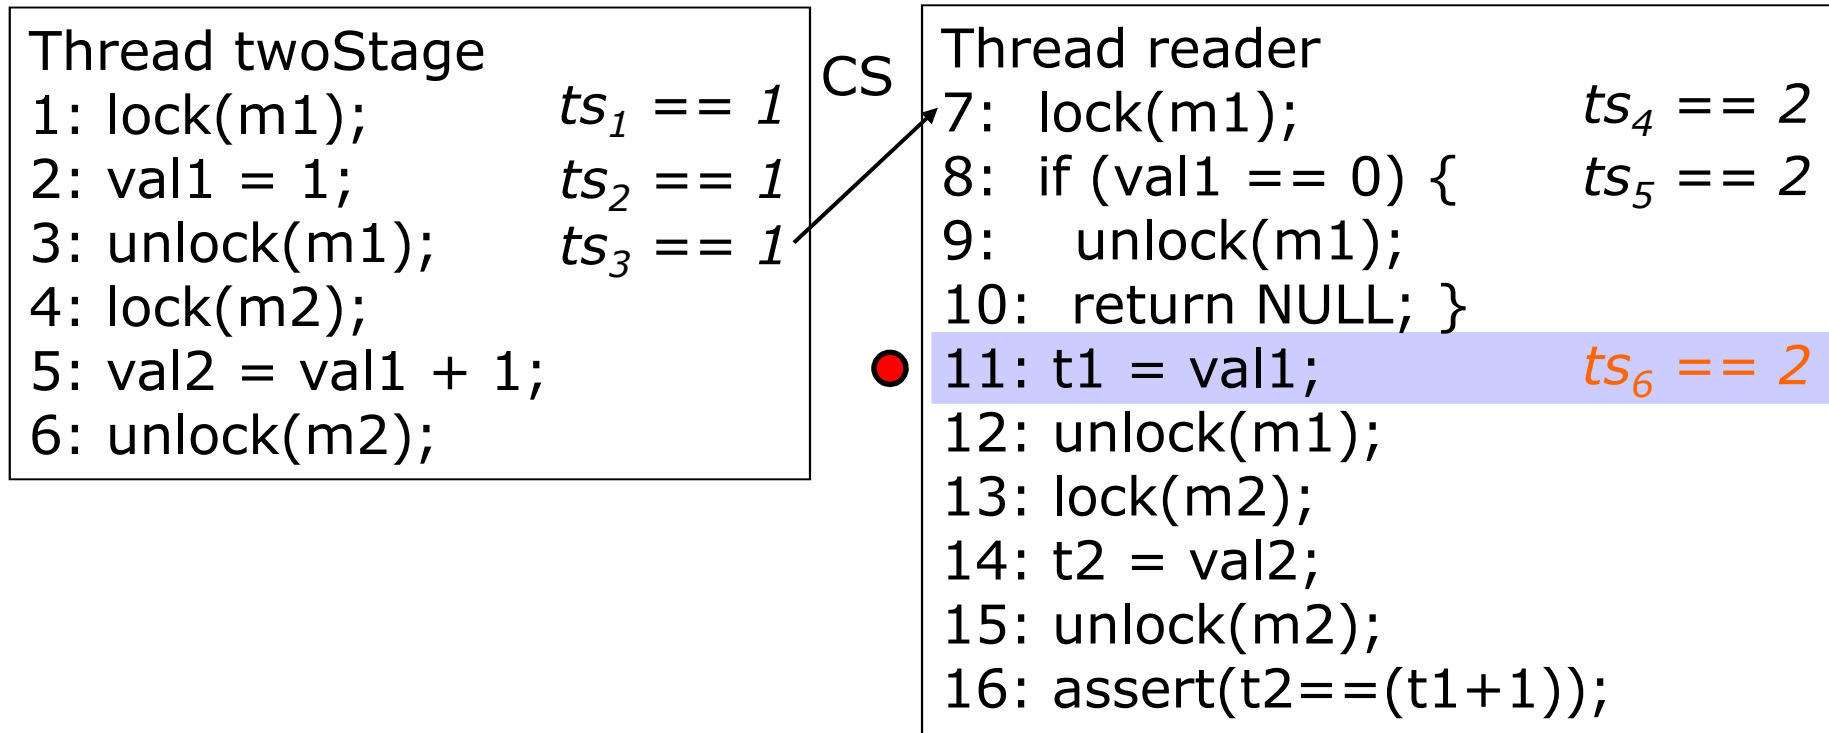 Thread twoStage
1: lock(m1); ts1 == 1
2: val1 = 1; ts2 == 1
3: unlock(m1); ts3 == 1
4: lock(m2);
5: val2 = val1 + 1;
6: unlock(m2);
CS
Thread reader
7: lock(m1); ts4 == 2
8: if (val1 == 0) { ts5 == 2
9: unlock(m1);
10: return NULL; }
11: t1 = val1; ts6 == 2
12: unlock(m1);
13: lock(m2);
14: t2 = val2;
15: unlock(m2);
16: assert(t2==(t1+1));